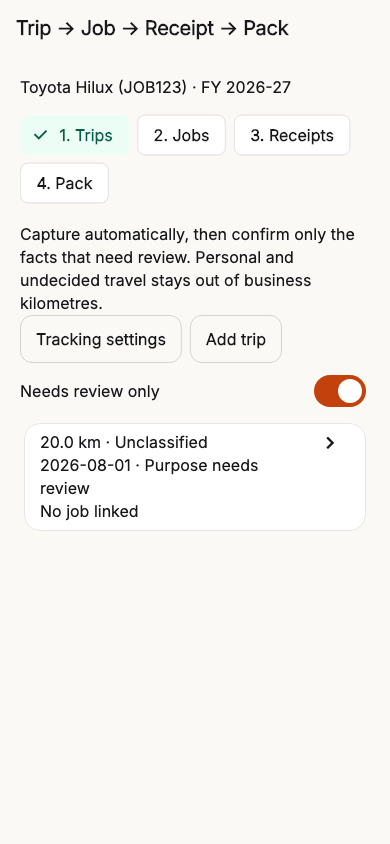 Trip → Job → Receipt → Pack
Toyota Hilux (JOB123) · FY 2026-27
✓ 1. Trips
2. Jobs
3. Receipts
4. Pack
Capture automatically, then confirm only the
facts that need review. Personal and
undecided travel stays out of business
kilometres.
Tracking settings
Add trip
Needs review only
20.0 km · Unclassified
2026-08-01 · Purpose needs
review
No job linked